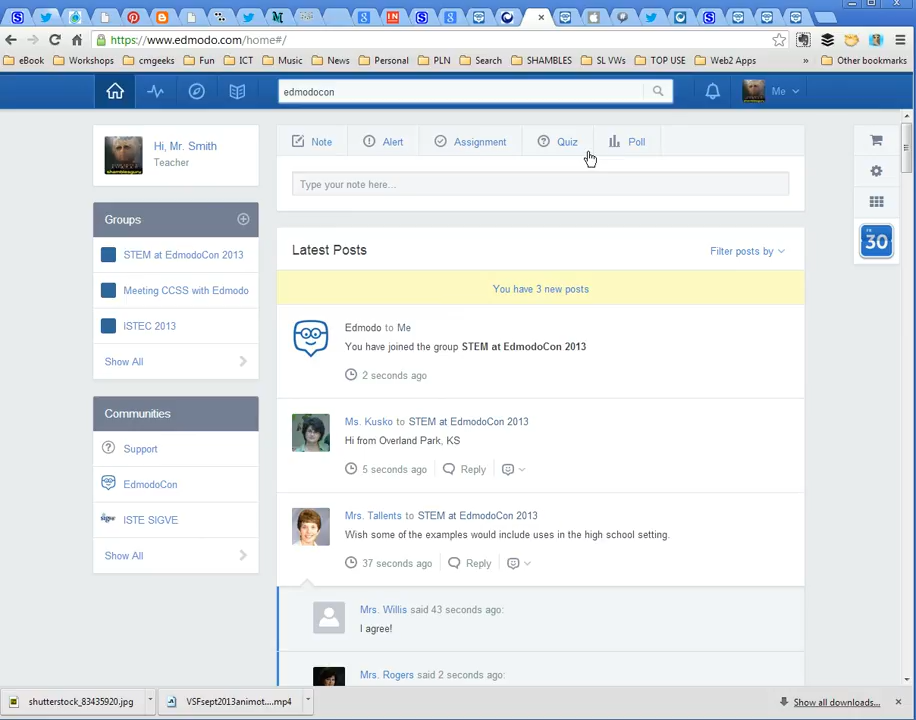 https://www.edmodo.com/home#/
eBook Workshops cmgeeks Fun ICT Music News Personal PLN Search SHAMBLES SL VWs TOP USE Web2 Apps » Other bookmarks
edmodocon
Me
Hi, Mr. Smith
Teacher
Note Alert Assignment Quiz Poll
Type your note here...
Groups
STEM at EdmodoCon 2013
Meeting CCSS with Edmodo
ISTEC 2013
Show All
Communities
Support
EdmodoCon
ISTE SIGVE
Show All
Latest Posts
Filter posts by
You have 3 new posts
Edmodo to Me
You have joined the group STEM at EdmodoCon 2013
2 seconds ago
Ms. Kusko to STEM at EdmodoCon 2013
Hi from Overland Park, KS
5 seconds ago Reply
Mrs. Tallents to STEM at EdmodoCon 2013
Wish some of the examples would include uses in the high school setting.
37 seconds ago Reply
Mrs. Willis said 43 seconds ago:
I agree!
Mrs. Rogers said 2 seconds ago:
30
shutterstock_83435920.jpg
VSFsept2013animot....mp4
Show all downloads...